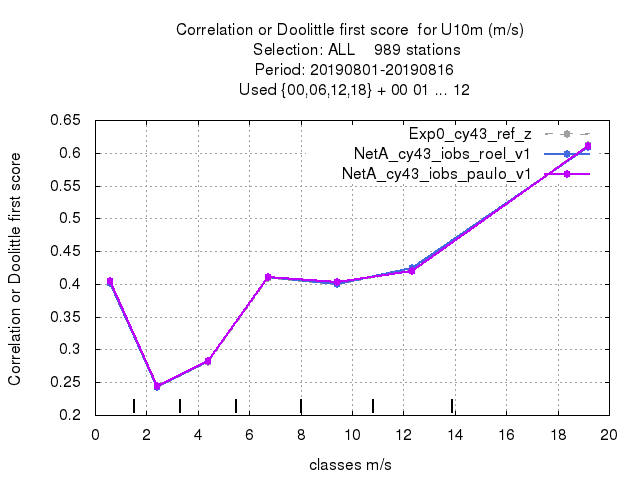 Correlation or Doolittle first score  for U10m (m/s)
Selection: ALL    989 stations
Period: 20190801-20190816
Used {00,06,12,18} + 00 01 ... 12
Exp0_cy43_ref_z
NetA_cy43_iobs_roel_v1
NetA_cy43_iobs_paulo_v1
Correlation or Doolittle first score
0.65
0.6
0.55
0.5
0.45
0.4
0.35
0.3
0.25
0.2
0 2 4 6 8 10 12 14 16 18 20
classes m/s